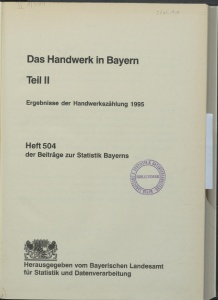 Das Handwerk in Bayern
Teil II
Ergebnisse der Handwerkszählung 1995
Heft 504
der Beiträge zur Statistik Bayerns
Herausgegeben vom Bayerischen Landesamt
für Statistik und Datenverarbeitung